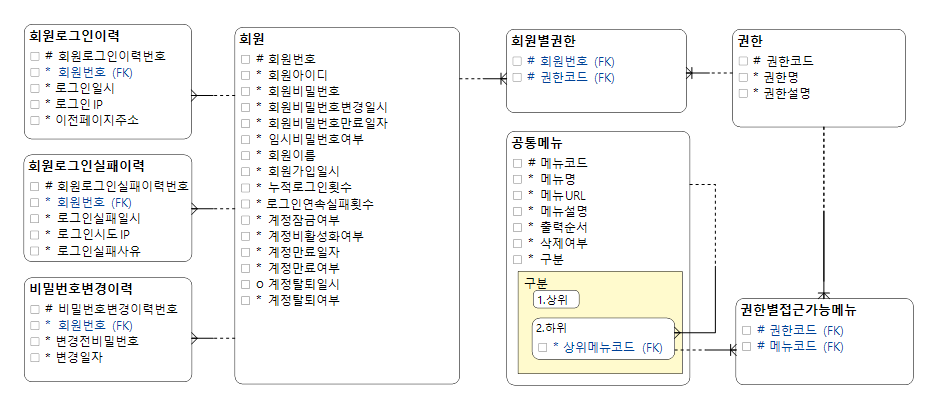 회원로그인이력
# 회원로그인이력번호
* 회원번호 (FK)
* 로그인일시
* 로그인 IP
* 이전페이지주소
회원로그인실패이력
# 회원로그인실패이력번호
* 회원번호 (FK)
* 로그인실패일시
* 로그인시도 IP
* 로그인실패사유
비밀번호변경이력
# 비밀번호변경이력번호
* 회원번호 (FK)
* 변경전비밀번호
* 변경일자
회원
# 회원번호
* 회원아이디
* 회원비밀번호
* 회원비밀번호변경일시
* 회원비밀번호만료일자
* 임시비밀번호여부
* 회원이름
* 회원가입일시
* 누적로그인횟수
* 로그인연속실패횟수
* 계정잠금여부
* 계정비활성화여부
* 계정만료일자
* 계정만료여부
o 계정탈퇴일시
* 계정탈퇴여부
회원별권한
# 회원번호 (FK)
# 권한코드 (FK)
권한
# 권한코드
* 권한명
* 권한설명
공통메뉴
# 메뉴코드
* 메뉴명
* 메뉴URL
* 메뉴설명
* 출력순서
* 삭제여부
* 구분
구분
1.상위
2.하위
* 상위메뉴코드 (FK)
권한별접근가능메뉴
# 권한코드 (FK)
# 메뉴코드 (FK)